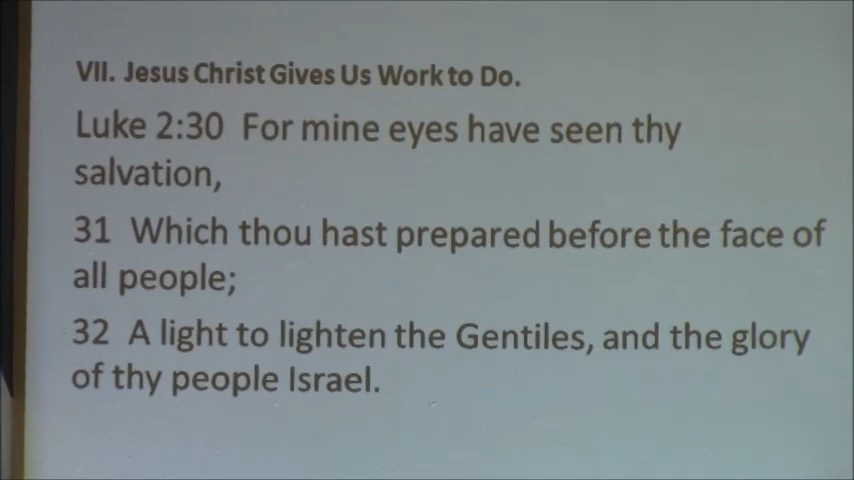 VII. Jesus Christ Gives Us Work to Do.
Luke 2:30 For mine eyes have seen thy
salvation,
31 Which thou hast prepared before the face of
all people;
32 A light to lighten the Gentiles, and the glory
of thy people Israel.